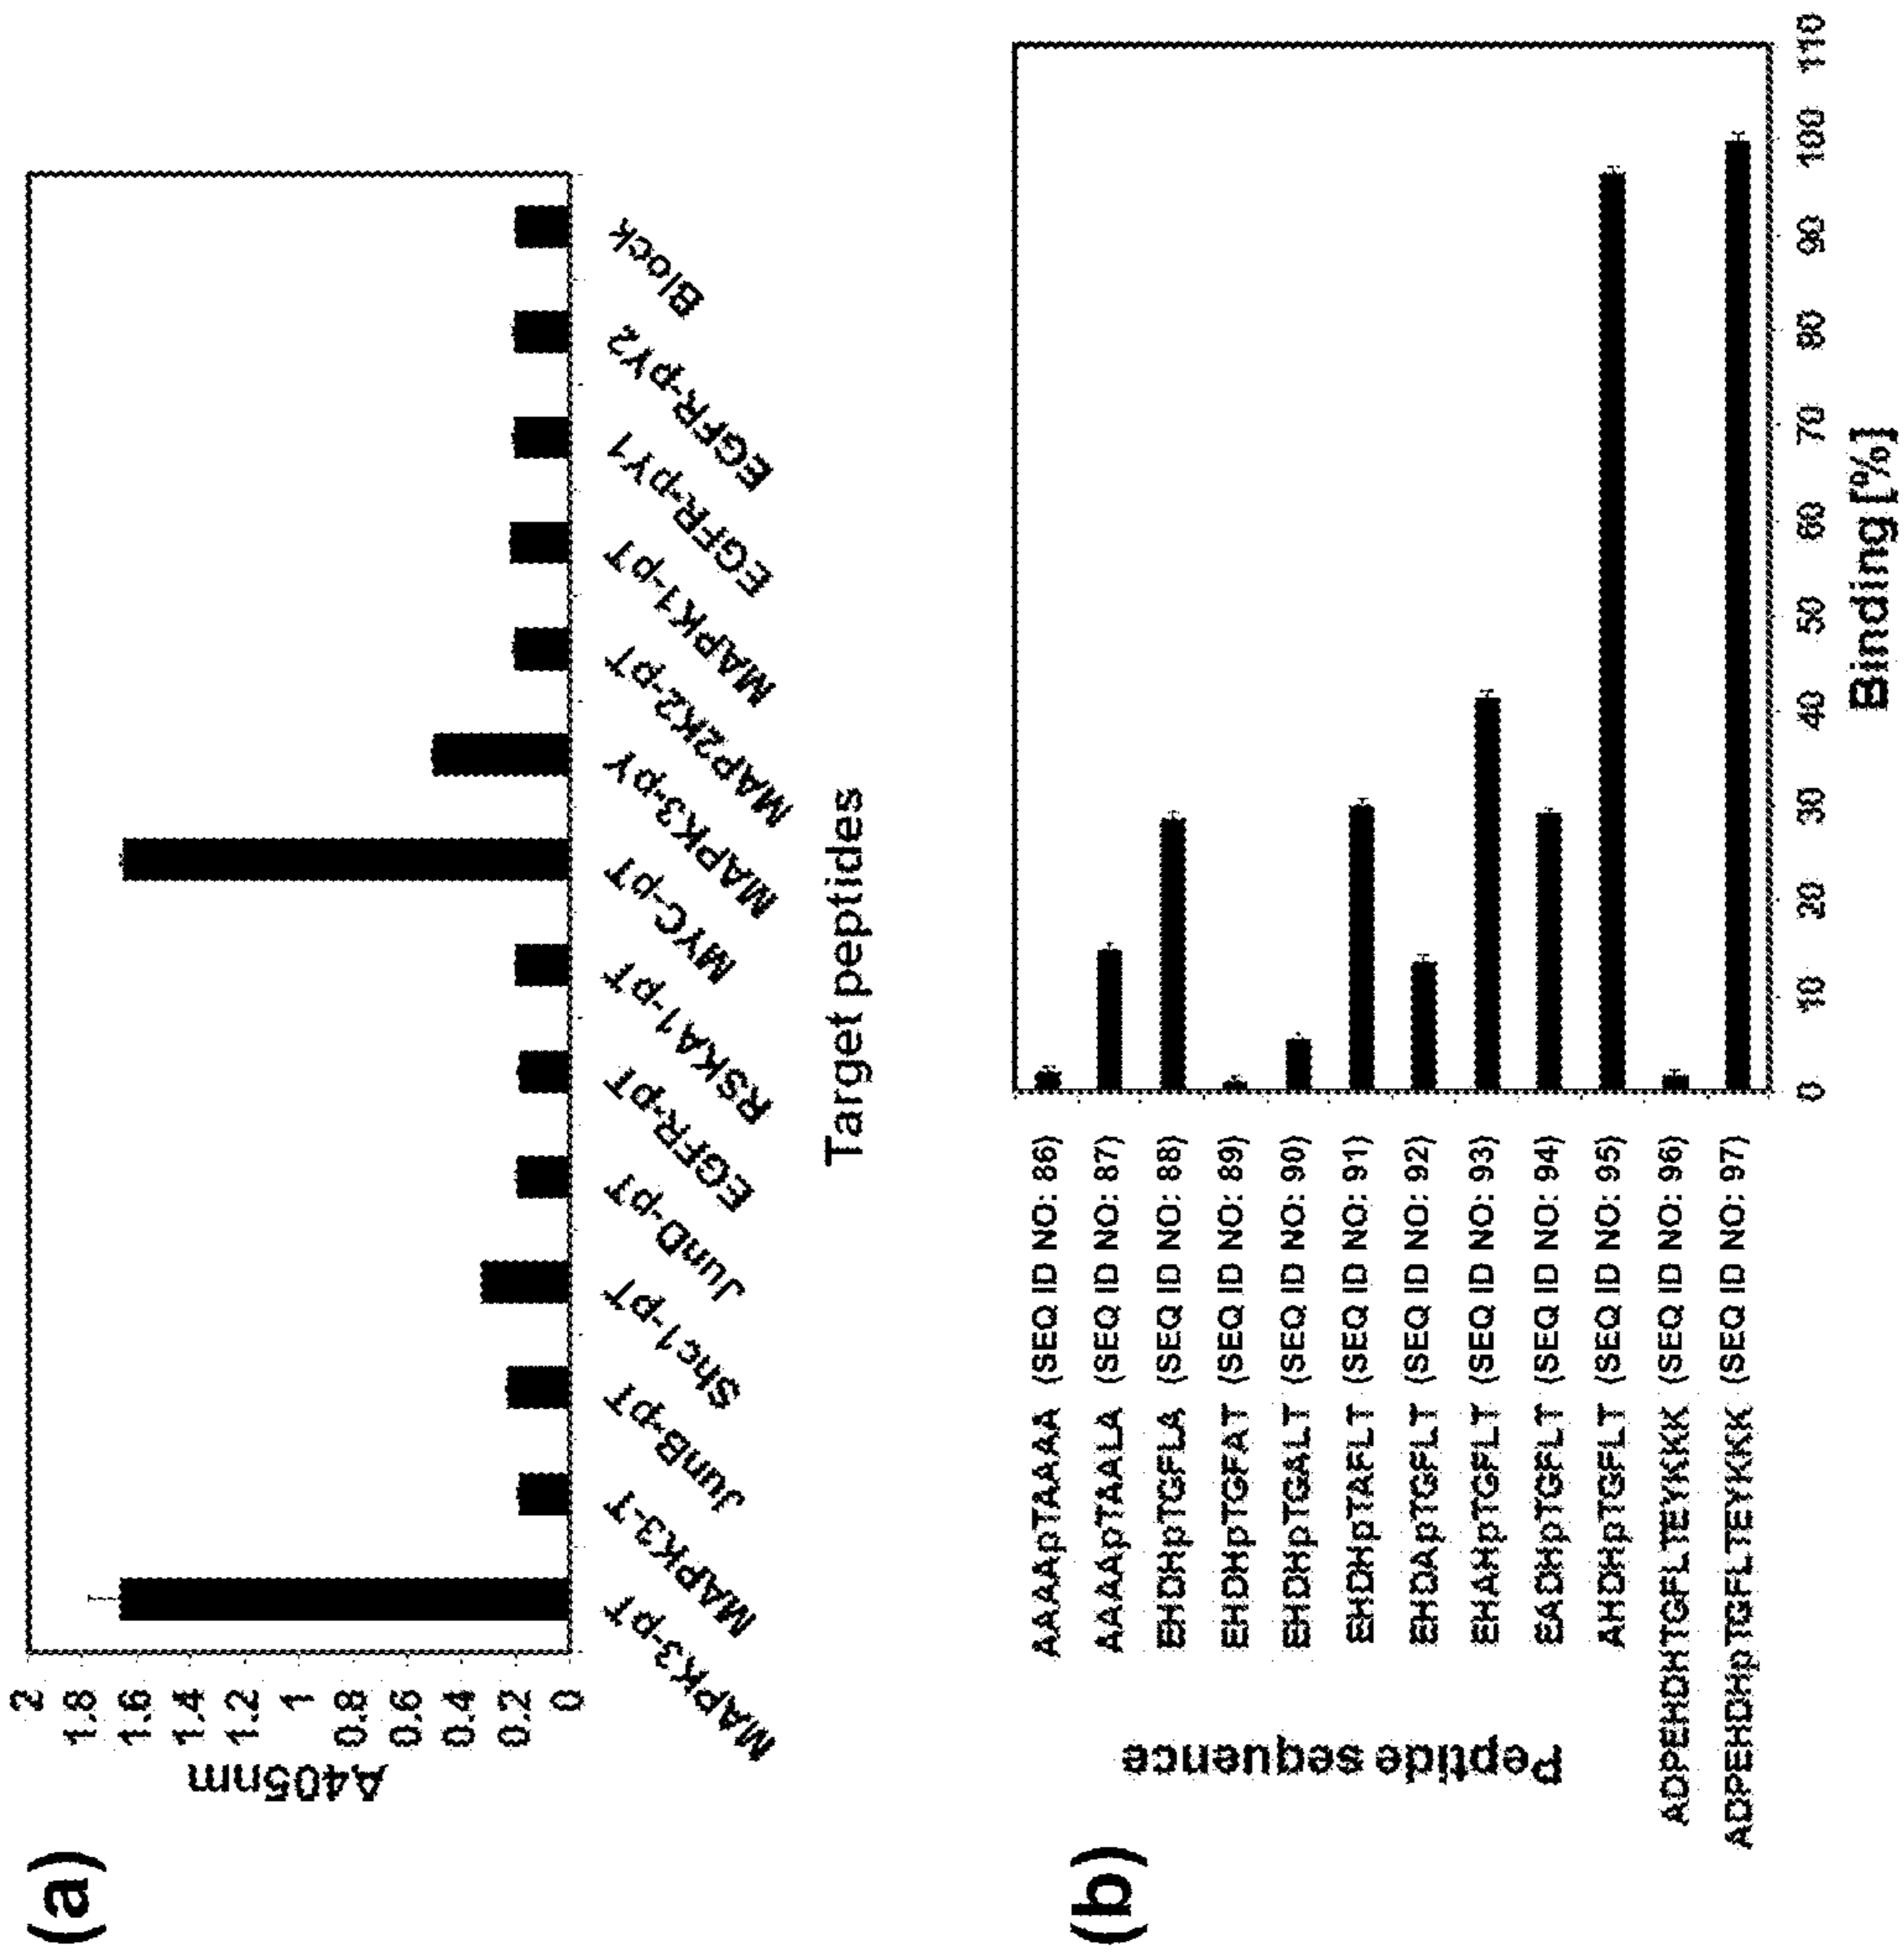 (a)
A405nm
2
1.8
1.6
1.4
1.2
1
0.8
0.6
0.4
0.2
0
MAPK3-pT
MAPK3-T
JunB-pT
Shc1-pT
JunD-pT
EGFR-pT
RSKA1-pT
MYC-pT
MAPK3-pY
MAP2K2-pT
MAPK1-pT
EGFR-pY1
EGFR-pY2
Block
Target peptides
(b)
Peptide sequence
AAAApTAAAA (SEQ ID NO: 86)
AAAApTAALA (SEQ ID NO: 87)
EHDHpTGFLA (SEQ ID NO: 88)
EHDHpTGFAT (SEQ ID NO: 89)
EHDHpTGALT (SEQ ID NO: 90)
EHDHpTAFLT (SEQ ID NO: 91)
EHDApTGFLT (SEQ ID NO: 92)
EHAHpTGFLT (SEQ ID NO: 93)
EADHpTGFLT (SEQ ID NO: 94)
AHDHpTGFLT (SEQ ID NO: 95)
ADPEHDHTGFLTEYKKK (SEQ ID NO: 96)
ADPEHDHpTGFLTEYKKK (SEQ ID NO: 97)
0 10 20 30 40 50 60 70 80 90 100 110
Binding [%]